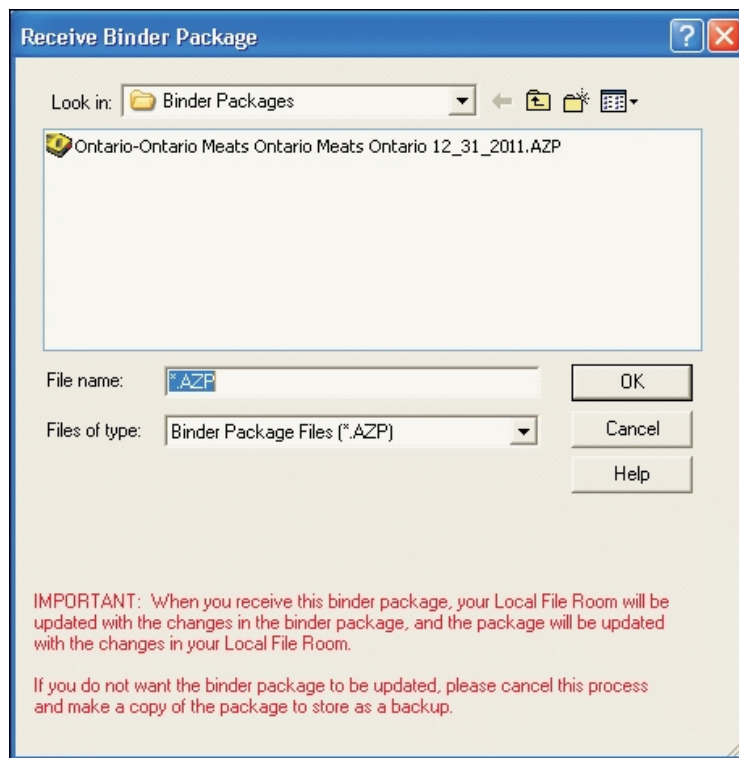 Receive Binder Package
Look in: Binder Packages
Ontario-Ontario Meats Ontario Meats Ontario 12_31_2011.AZP
File name: *.AZP OK
Files of type: Binder Package Files (*.AZP) Cancel
Help
IMPORTANT: When you receive this binder package, your Local File Room will be
updated with the changes in the binder package, and the package will be updated
with the changes in your Local File Room.
If you do not want the binder package to be updated, please cancel this process
and make a copy of the package to store as a backup.